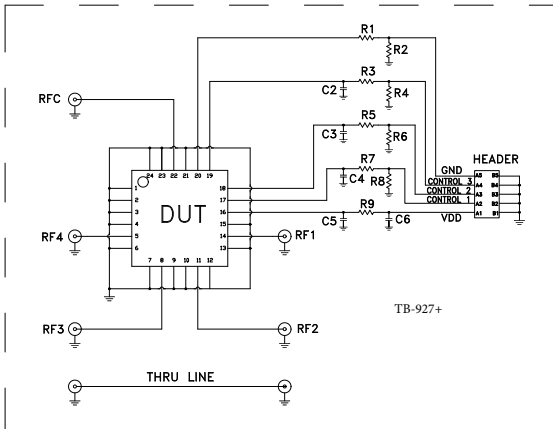 R1
R2
RFC
R3
C2
R4
R5
C3
R6
HEADER
24 23 22 21 20 19
R7
GND
C4
R8
CONTROL 3
CONTROL 2
CONTROL 1
VDD
A5 B5
A4 B4
A3 B3
A2 B2
A1 B1
1
2
3
4
5
6
18
17
16
15
14
13
DUT
R9
C5
C6
RF4
RF1
7 8 9 10 11 12
TB-927+
RF3
RF2
THRU LINE